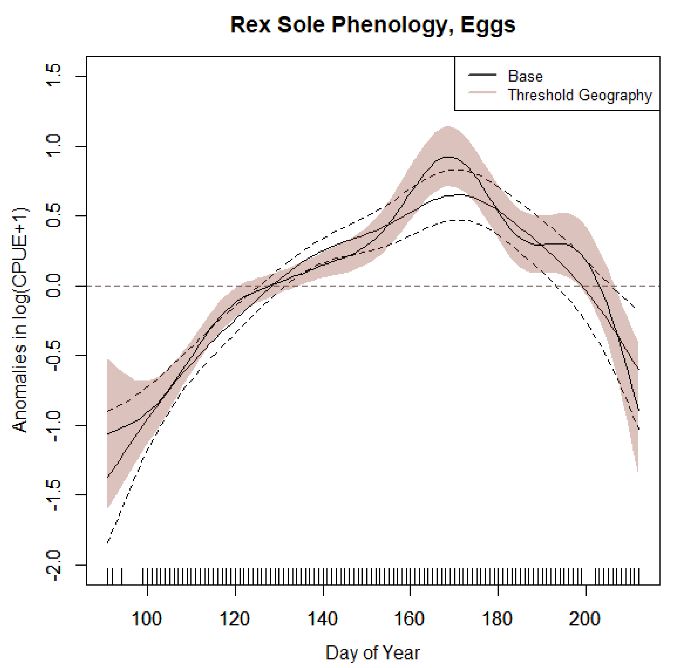 Rex Sole Phenology, Eggs
Base
Threshold Geography
Anomalies in log(CPUE+1)
1.5
1.0
0.5
0.0
-0.5
-1.0
-1.5
-2.0
100 120 140 160 180 200
Day of Year